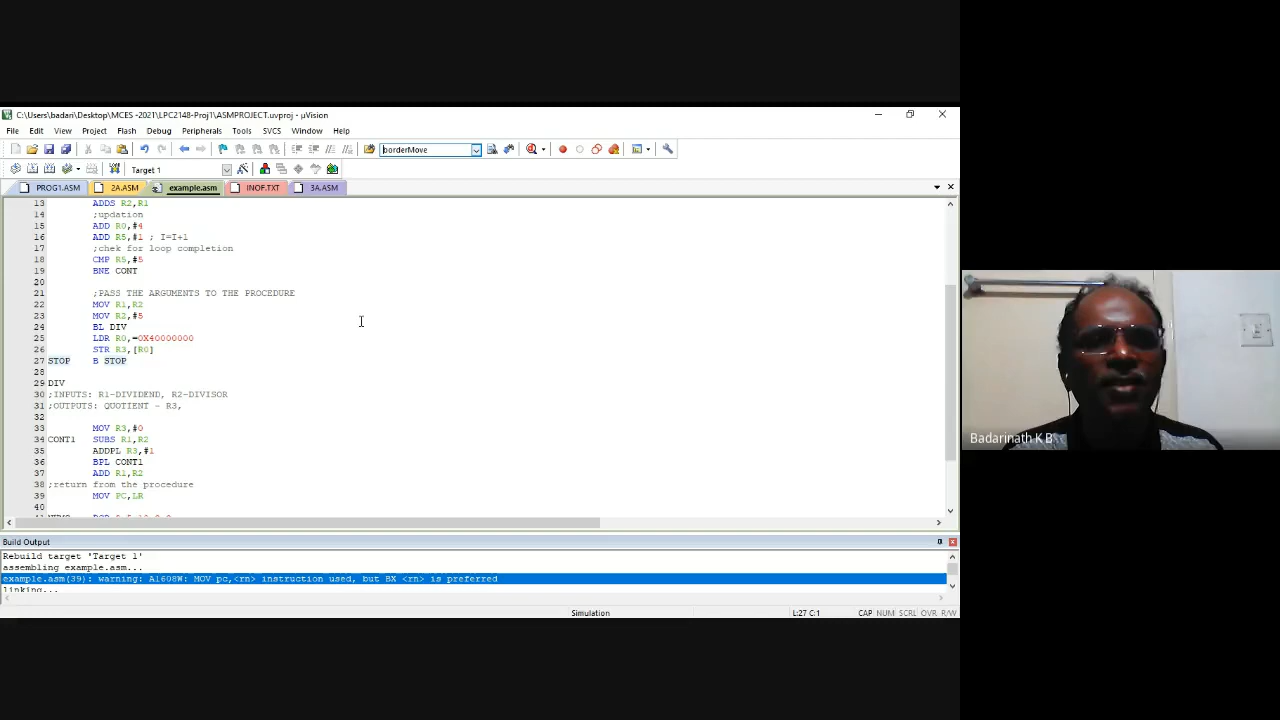 C:\Users\badari\Desktop\MCES -2021\LPC2148-Proj1\ASMPROJECT.uvproj - µVision
File Edit View Project Flash Debug Peripherals Tools SVCS Window Help
borderMove
Target 1
PROG1.ASM 2A.ASM example.asm INOF.TXT 3A.ASM
13 ADDS R2,R1
14 ;updation
15 ADD R0,#4
16 ADD R5,#1 ; I=I+1
17 ;chek for loop completion
18 CMP R5,#5
19 BNE CONT
20
21 ;PASS THE ARGUMENTS TO THE PROCEDURE
22 MOV R1,R2
23 MOV R2,#5
24 BL DIV
25 LDR R0,=0X40000000
26 STR R3,[R0]
27 STOP B STOP
28
29 DIV
30 ;INPUTS: R1-DIVIDEND, R2-DIVISOR
31 ;OUTPUTS: QUOTIENT - R3,
32
33 MOV R3,#0
34 CONT1 SUBS R1,R2
35 ADDPL R3,#1
36 BPL CONT1
37 ADD R1,R2
38 ;return from the procedure
39 MOV PC,LR
40
Build Output
Rebuild target 'Target 1'
assembling example.asm...
example.asm(39): warning: A1608W: MOV pc,<rn> instruction used, but BX <rn> is preferred
linking...
Simulation L:27 C:1 CAP NUM SCRL OVR R/W
Badarinath K B